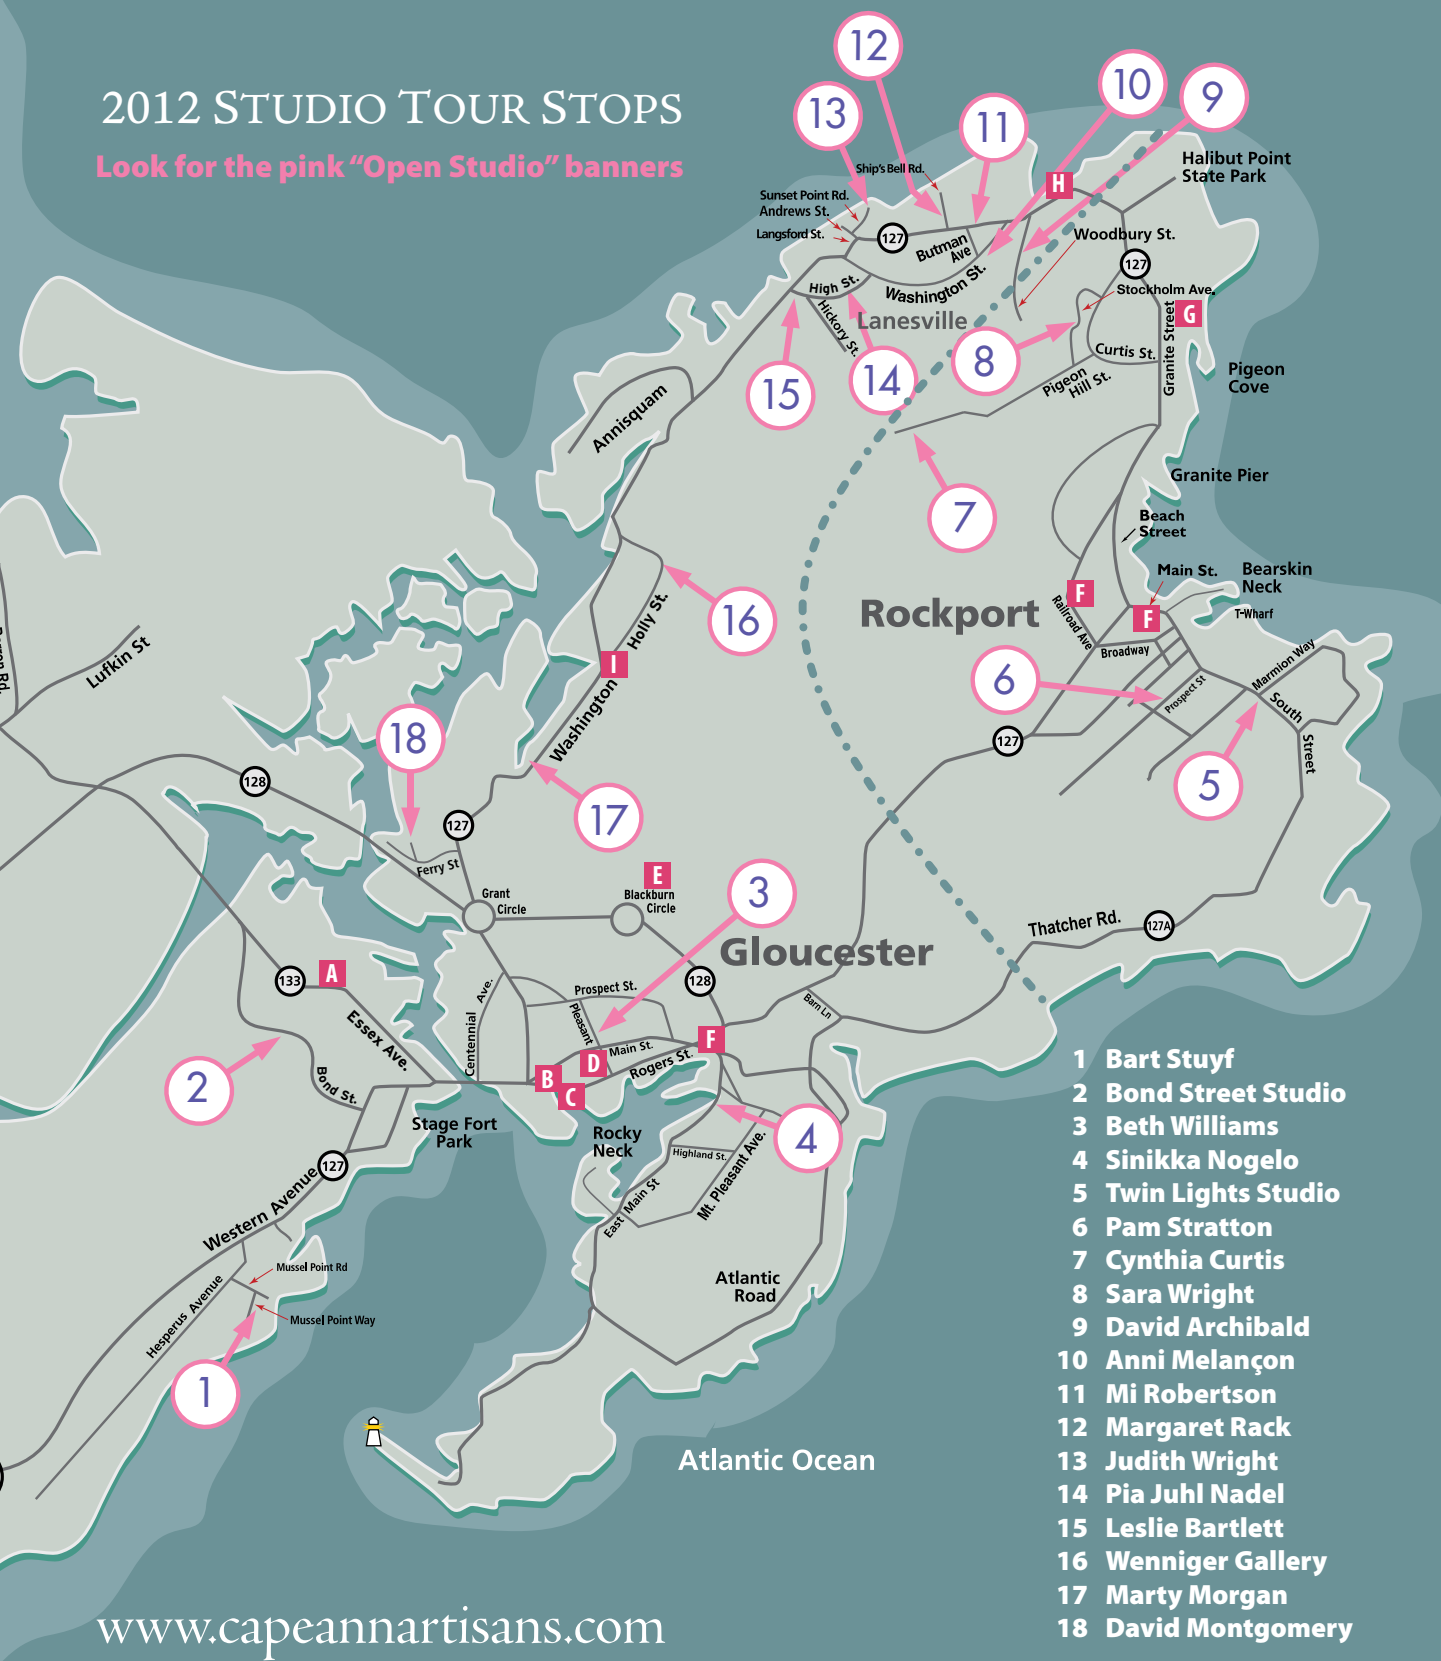 2012 STUDIO TOUR STOPS
Look for the pink “Open Studio” banners
12
13
11
10
9
Halibut Point
State Park
Ship's Bell Rd.
H
Sunset Point Rd.
Andrews St.
Langsford St.
127
Butman
Ave
Woodbury St.
127
High St.
Washington St.
Stockholm Ave.
G
Hickory St.
Lanesville
Granite Street
8
Curtis St.
Pigeon
Hill St.
Pigeon
Cove
15
14
Annisquam
7
Granite Pier
Beach
Street
Main St.
Bearskin
Neck
T-Wharf
F
F
Railroad Ave
Rockport
Broadway
16
Holly St.
I
Washington
Lufkin St
Rd.
6
Prospect St
Marmion Way
South
Street
127
5
18
128
127
17
Ferry St
E
Blackburn
Circle
Grant
Circle
3
Gloucester
Thatcher Rd.
127A
133
A
128
Essex Ave.
Centennial
Ave.
Prospect St.
Pleasant
Main St.
Rogers St.
Barn Ln
F
D
B
C
2
Bond St.
Stage Fort
Park
Rocky
Neck
4
Highland St.
Mt. Pleasant Ave.
East Main St
127
Western Avenue
Mussel Point Rd
Hesperus Avenue
Mussel Point Way
1
Atlantic
Road
Atlantic Ocean
1 Bart Stuyf
2 Bond Street Studio
3 Beth Williams
4 Sinikka Nogelo
5 Twin Lights Studio
6 Pam Stratton
7 Cynthia Curtis
8 Sara Wright
9 David Archibald
10 Anni Melançon
11 Mi Robertson
12 Margaret Rack
13 Judith Wright
14 Pia Juhl Nadel
15 Leslie Bartlett
16 Wenniger Gallery
17 Marty Morgan
18 David Montgomery
www.capeannartisans.com